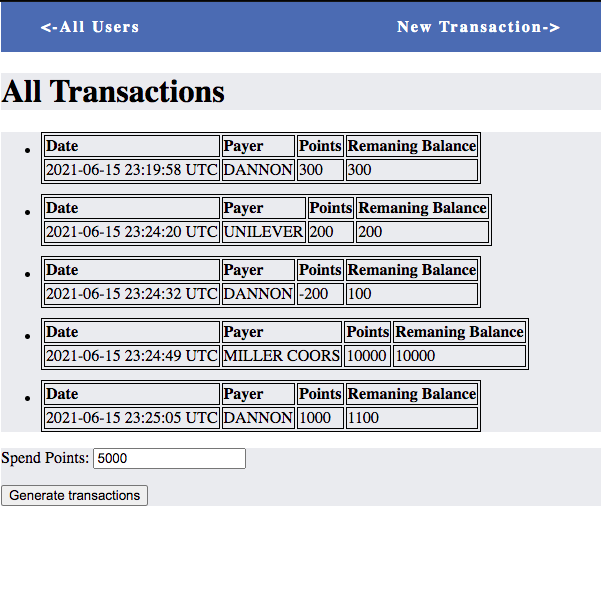 <-All Users New Transaction->
All Transactions
Date Payer Points Remaning Balance
2021-06-15 23:19:58 UTC DANNON 300 300
Date Payer Points Remaning Balance
2021-06-15 23:24:20 UTC UNILEVER 200 200
Date Payer Points Remaning Balance
2021-06-15 23:24:32 UTC DANNON -200 100
Date Payer Points Remaning Balance
2021-06-15 23:24:49 UTC MILLER COORS 10000 10000
Date Payer Points Remaning Balance
2021-06-15 23:25:05 UTC DANNON 1000 1100
Spend Points: 5000
Generate transactions